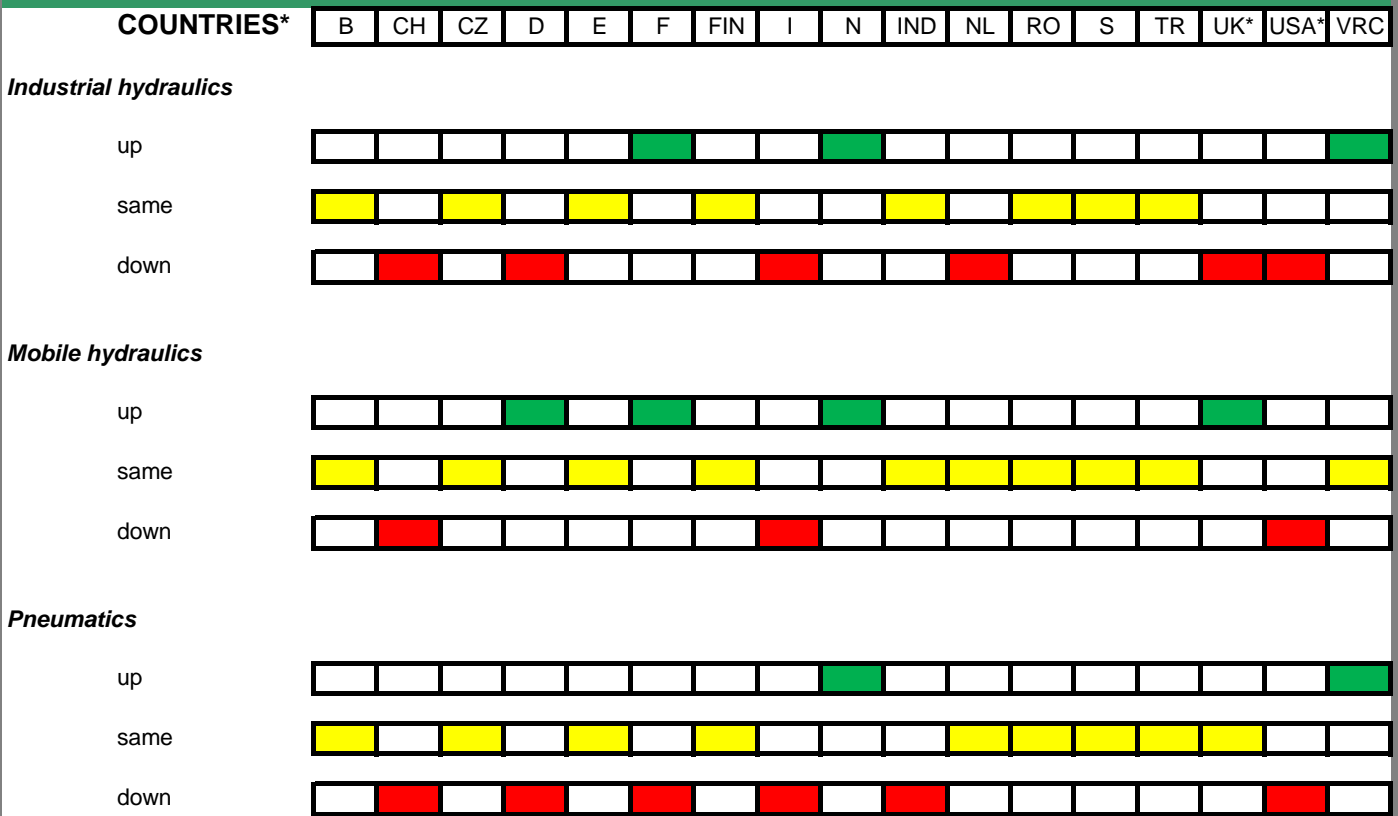 COUNTRIES* B CH CZ D E F FIN I N IND NL RO S TR UK* USA* VRC
Industrial hydraulics
up
same
down
Mobile hydraulics
up
same
down
Pneumatics
up
same
down